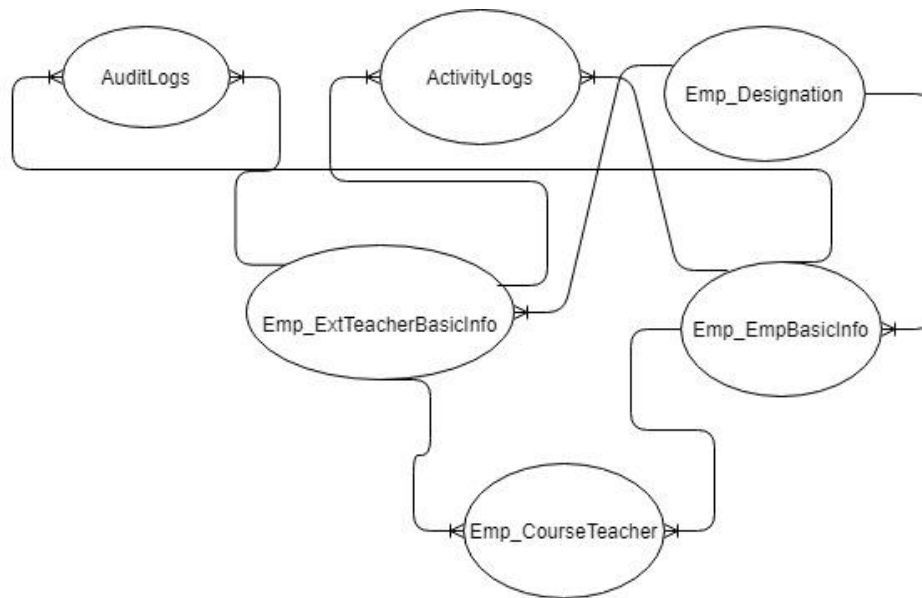 AuditLogs
ActivityLogs
Emp_Designation
Emp_ExtTeacherBasicInfo
Emp_EmpBasicInfo
Emp_CourseTeacher